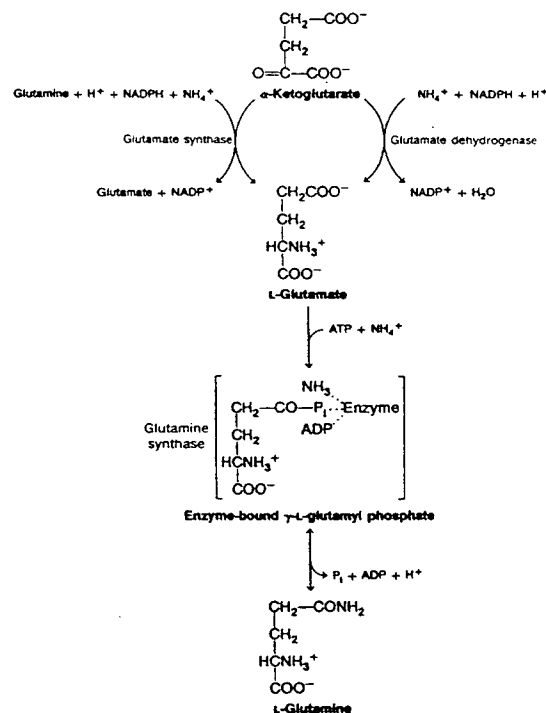 CH₂—COO⁻
CH₂
O=C—COO⁻
α-Ketoglutarate
Glutamine + H⁺ + NADPH + NH₄⁺
NH₄⁺ + NADPH + H⁺
Glutamate synthase
Glutamate dehydrogenase
Glutamate + NADP⁺
NADP⁺ + H₂O
CH₂COO⁻
CH₂
HCNH₃⁺
COO⁻
L-Glutamate
ATP + NH₄⁺
Glutamine
synthase
NH₃
CH₂—CO—Pᵢ Enzyme
ADP
CH₂
HCNH₃⁺
COO⁻
Enzyme-bound γ-L-glutamyl phosphate
Pᵢ + ADP + H⁺
CH₂—CONH₂
CH₂
HCNH₃⁺
COO⁻
L-Glutamine